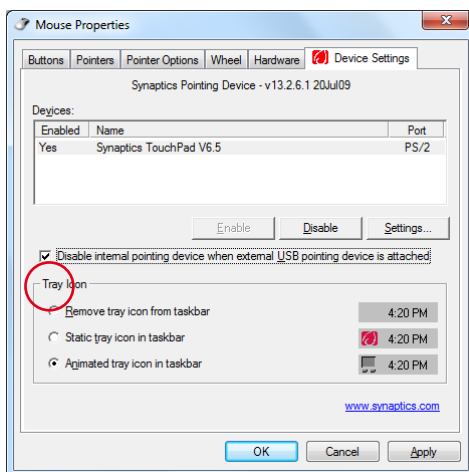 Mouse Properties
Buttons Pointers Pointer Options Wheel Hardware Device Settings
Synaptics Pointing Device - v13.2.6.1 20Jul09
Devices:
Enabled Name Port
Yes Synaptics TouchPad V6.5 PS/2
Enable Disable Settings...
Disable internal pointing device when external USB pointing device is attached
Tray Icon
Remove tray icon from taskbar 4:20 PM
Static tray icon in taskbar 4:20 PM
Animated tray icon in taskbar 4:20 PM
www.synaptics.com
OK Cancel Apply